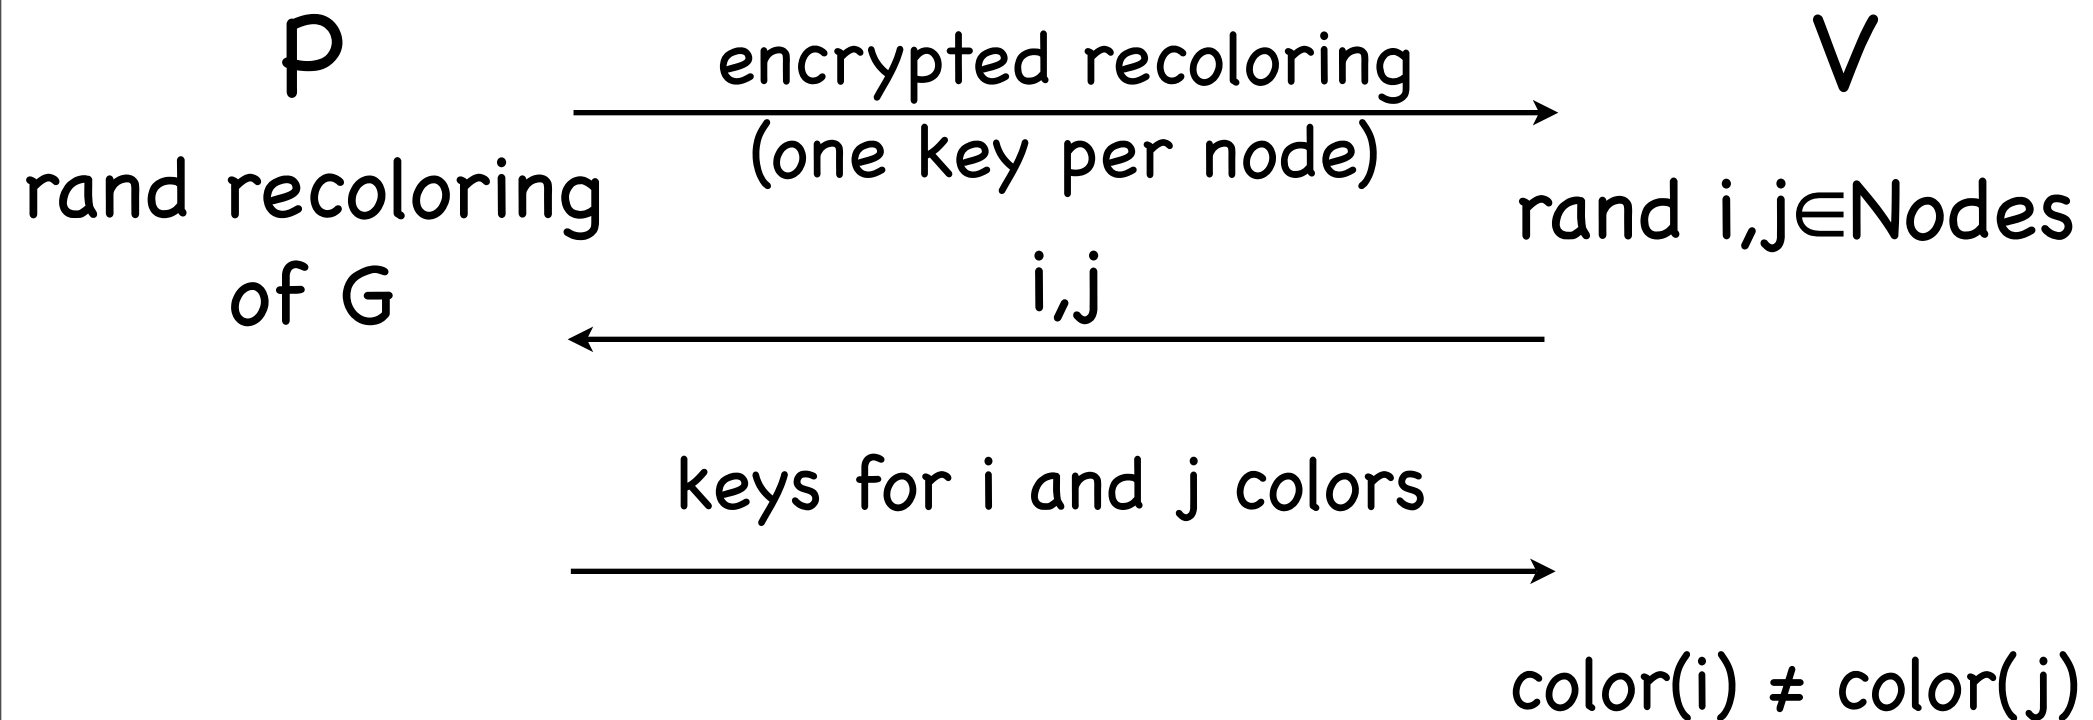 P
V
encrypted recoloring
(one key per node)
rand recoloring
of G
rand i,j∈Nodes
i,j
keys for i and j colors
color(i) ≠ color(j)